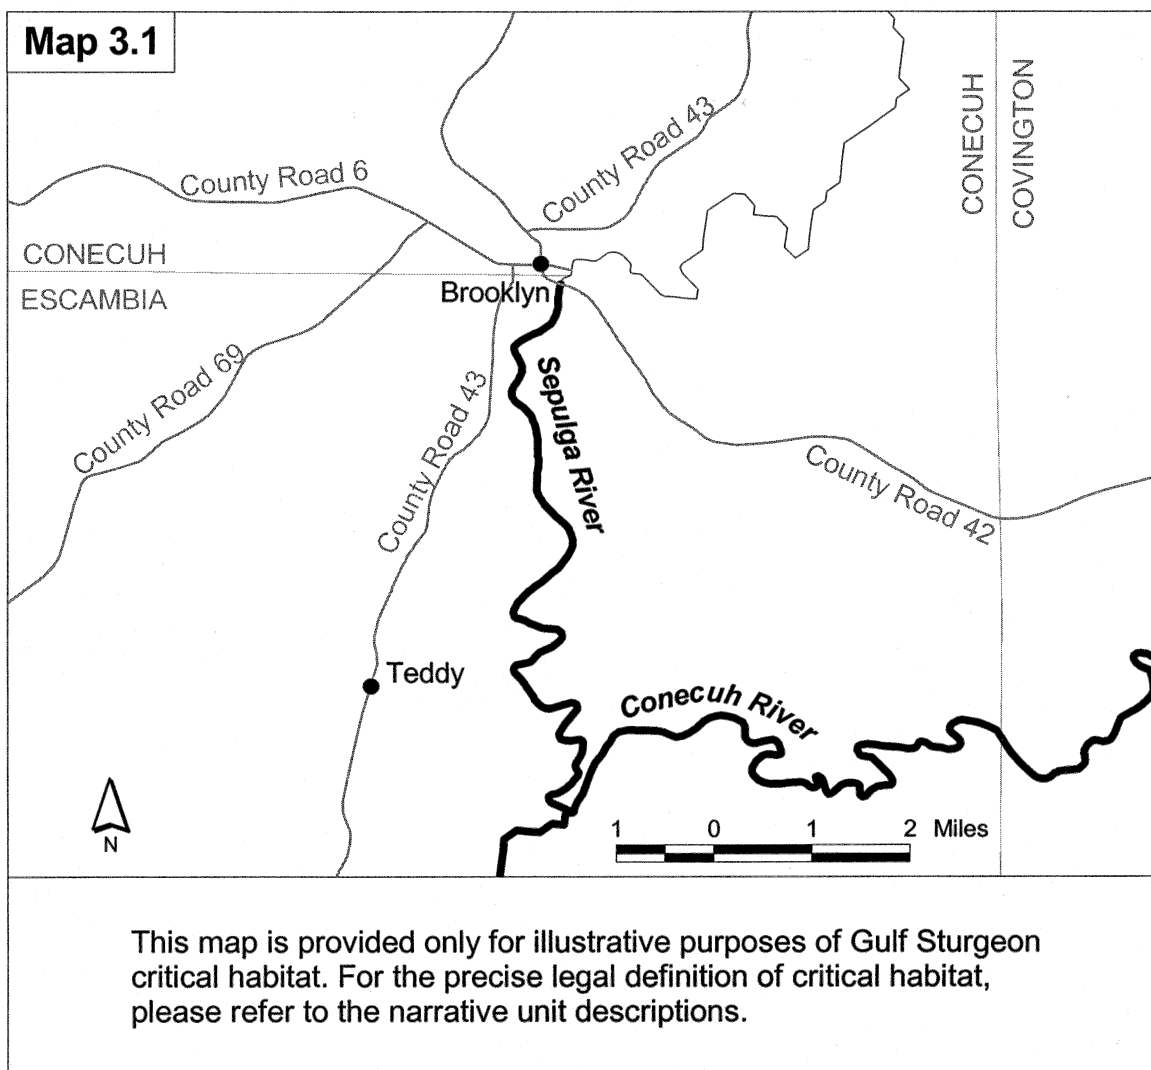 Map 3.1
County Road 43
CONECUH
COVINGTON
County Road 6
CONECUH
ESCAMBIA
Brooklyn
County Road 69
County Road 43
Sepulga River
County Road 42
Teddy
Conecuh River
N
1 0 1 2 Miles
This map is provided only for illustrative purposes of Gulf Sturgeon
critical habitat. For the precise legal definition of critical habitat,
please refer to the narrative unit descriptions.